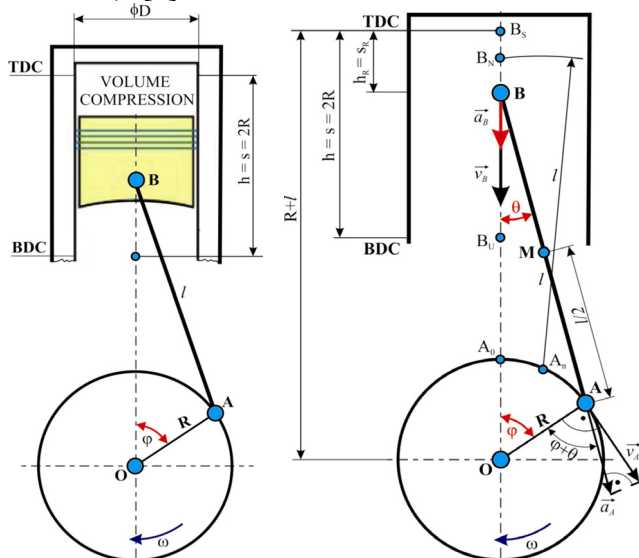 ϕD
TDC
VOLUME
COMPRESSION
h = s = 2R
B
BDC
l
A
R
φ
O
ω
TDC
B_S
B_N
h_R = s_R
B
a_B
h = s = 2R
v_B
R+l
l
θ
BDC
B_U
M
l
l/2
A_0
A_n
A
R
φ
φ+θ
v_A
O
a_A
ω